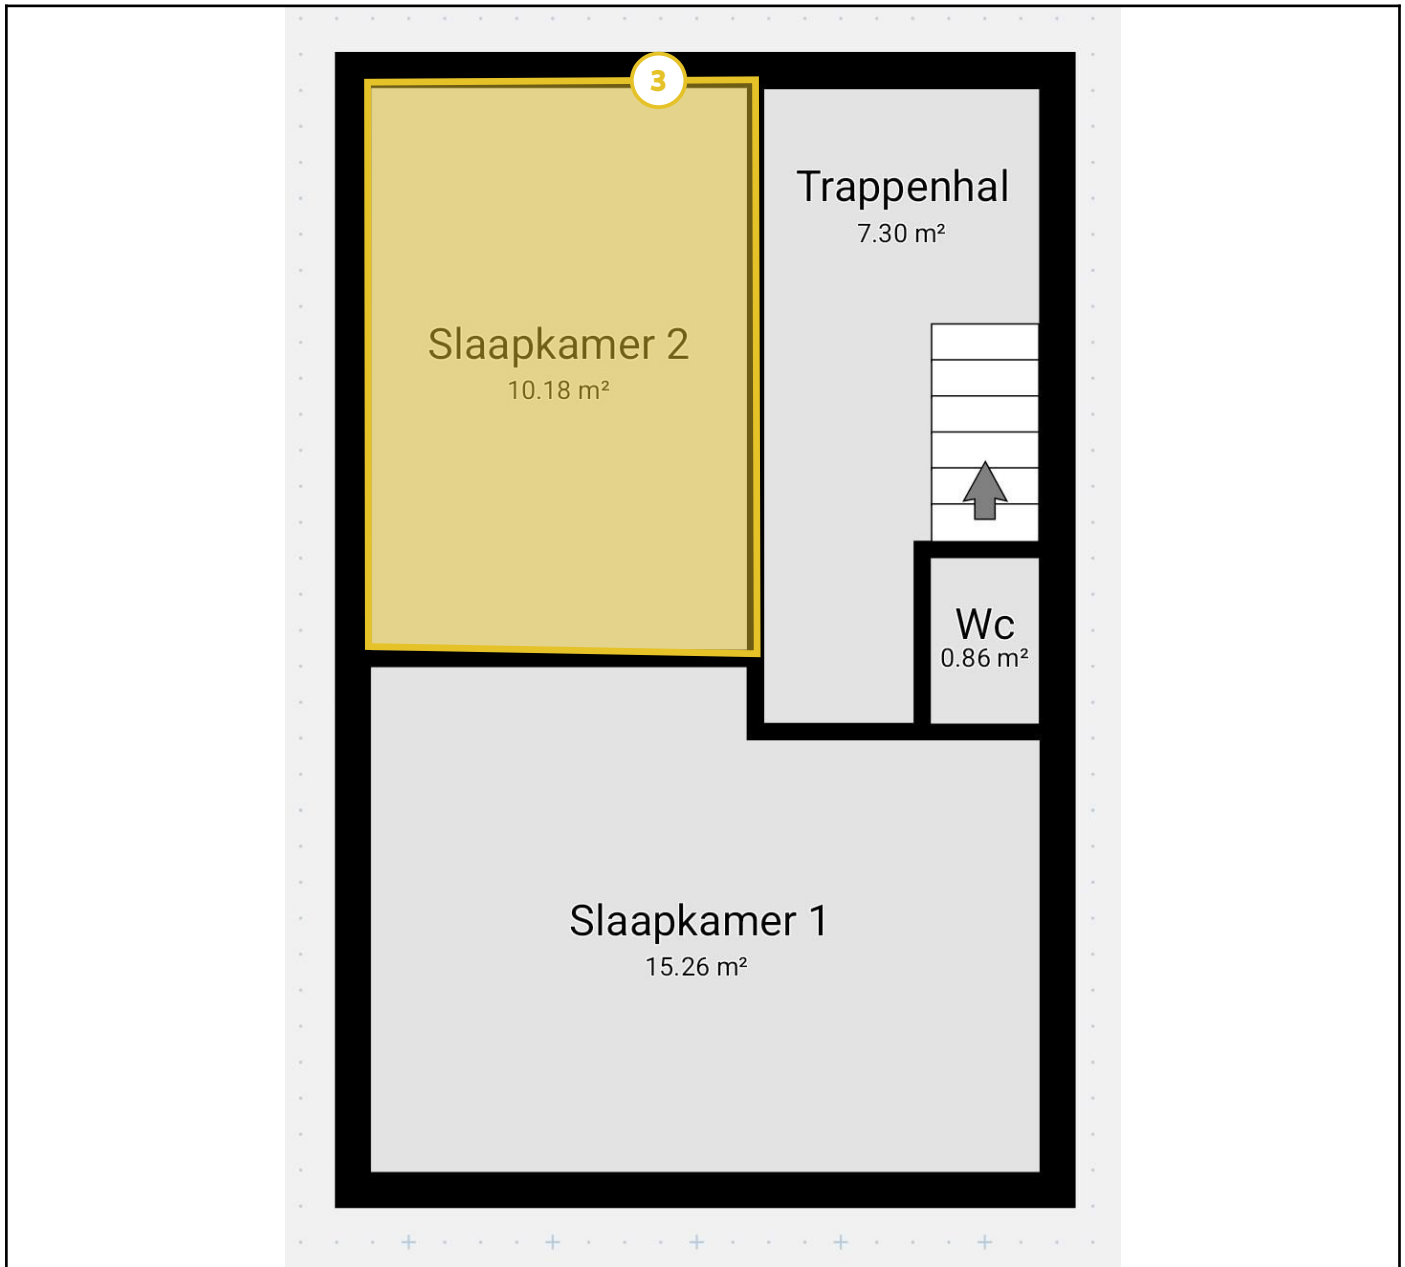 3
Trappenhal
7.30 m²
Slaapkamer 2
10.18 m²
Wc
0.86 m²
Slaapkamer 1
15.26 m²